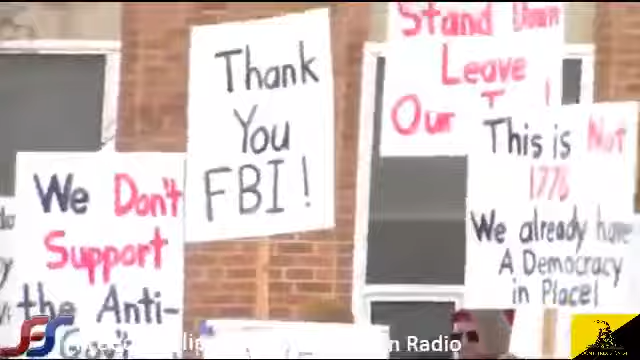 Thank
You
FBI!
Stand Down
Leave
Our
This is Not
1776
We already have
A Democracy
in Place!
We Don't
Support
the Anti-
Radio